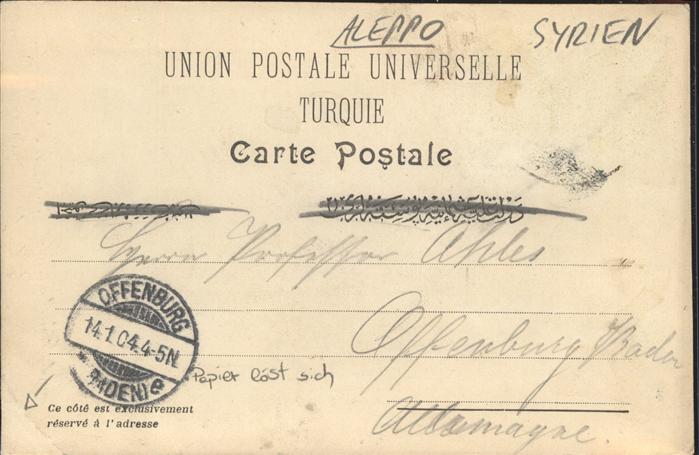 ALEPPO SYRIEN
UNION POSTALE UNIVERSELLE
TURQUIE
Carte Postale
Herrn Professor Ahles
OFFENBURG
14.1.04.4-5N.
(BADEN) e
Offenburg Baden
Papier löst sich
Ce côté est exclusivement
réservé à l'adresse
Allemagne.